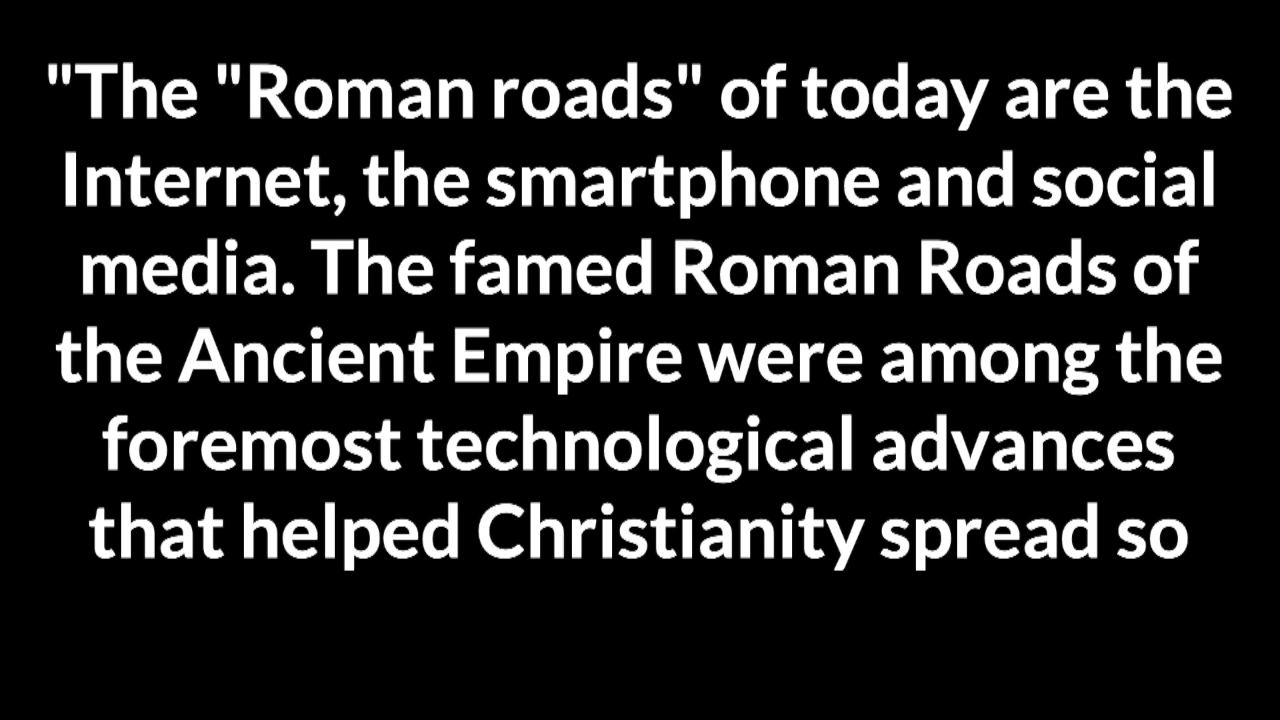 "The "Roman roads" of today are the
Internet, the smartphone and social
media. The famed Roman Roads of
the Ancient Empire were among the
foremost technological advances
that helped Christianity spread so